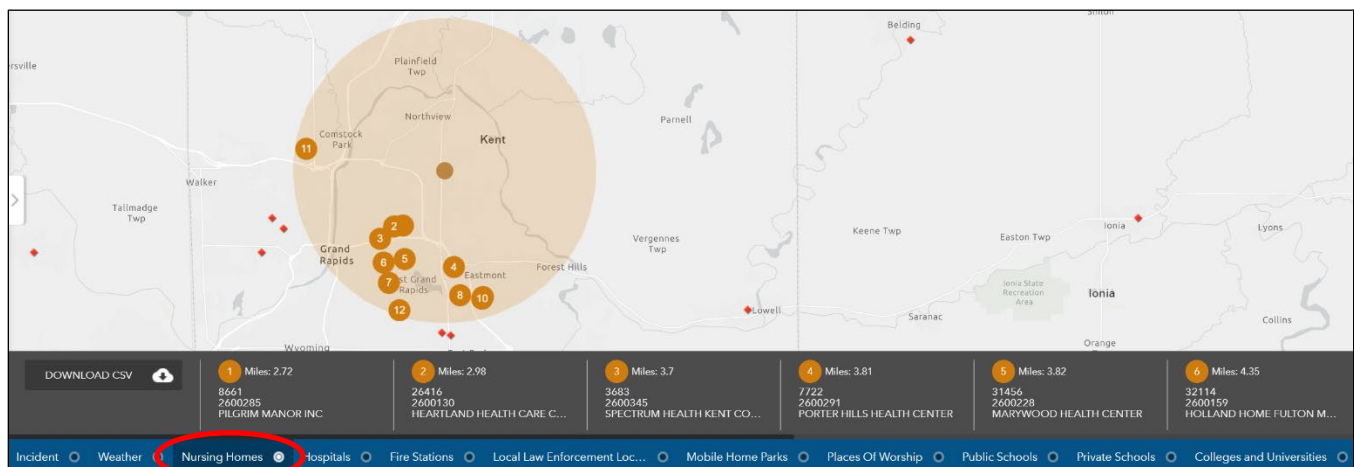 Belding
rsville
Plainfield
Twp
Northview
Parnell
Kent
Comstock
Park
11
Walker
Tallmadge
Twp
2
3
Grand
Rapids
Vergennes
Twp
Keene Twp
Easton Twp
Ionia
Lyons
6
5
4
Eastmont
Forest Hills
7
st Grand
Rapids
8
10
12
Ionia State
Recreation
Area
Ionia
Lowell
Saranac
Collins
Wyoming
Orange
DOWNLOAD CSV
1 Miles: 2.72
8661
2600285
PILGRIM MANOR INC
2 Miles: 2.98
26416
2600130
HEARTLAND HEALTH CARE C...
3 Miles: 3.7
3683
2600345
SPECTRUM HEALTH KENT CO...
4 Miles: 3.81
7722
2600291
PORTER HILLS HEALTH CENTER
5 Miles: 3.82
31456
2600228
MARYWOOD HEALTH CENTER
6 Miles: 4.35
32114
2600159
HOLLAND HOME FULTON M...
Incident Weather Nursing Homes Hospitals Fire Stations Local Law Enforcement Loc... Mobile Home Parks Places Of Worship Public Schools Private Schools Colleges and Universities